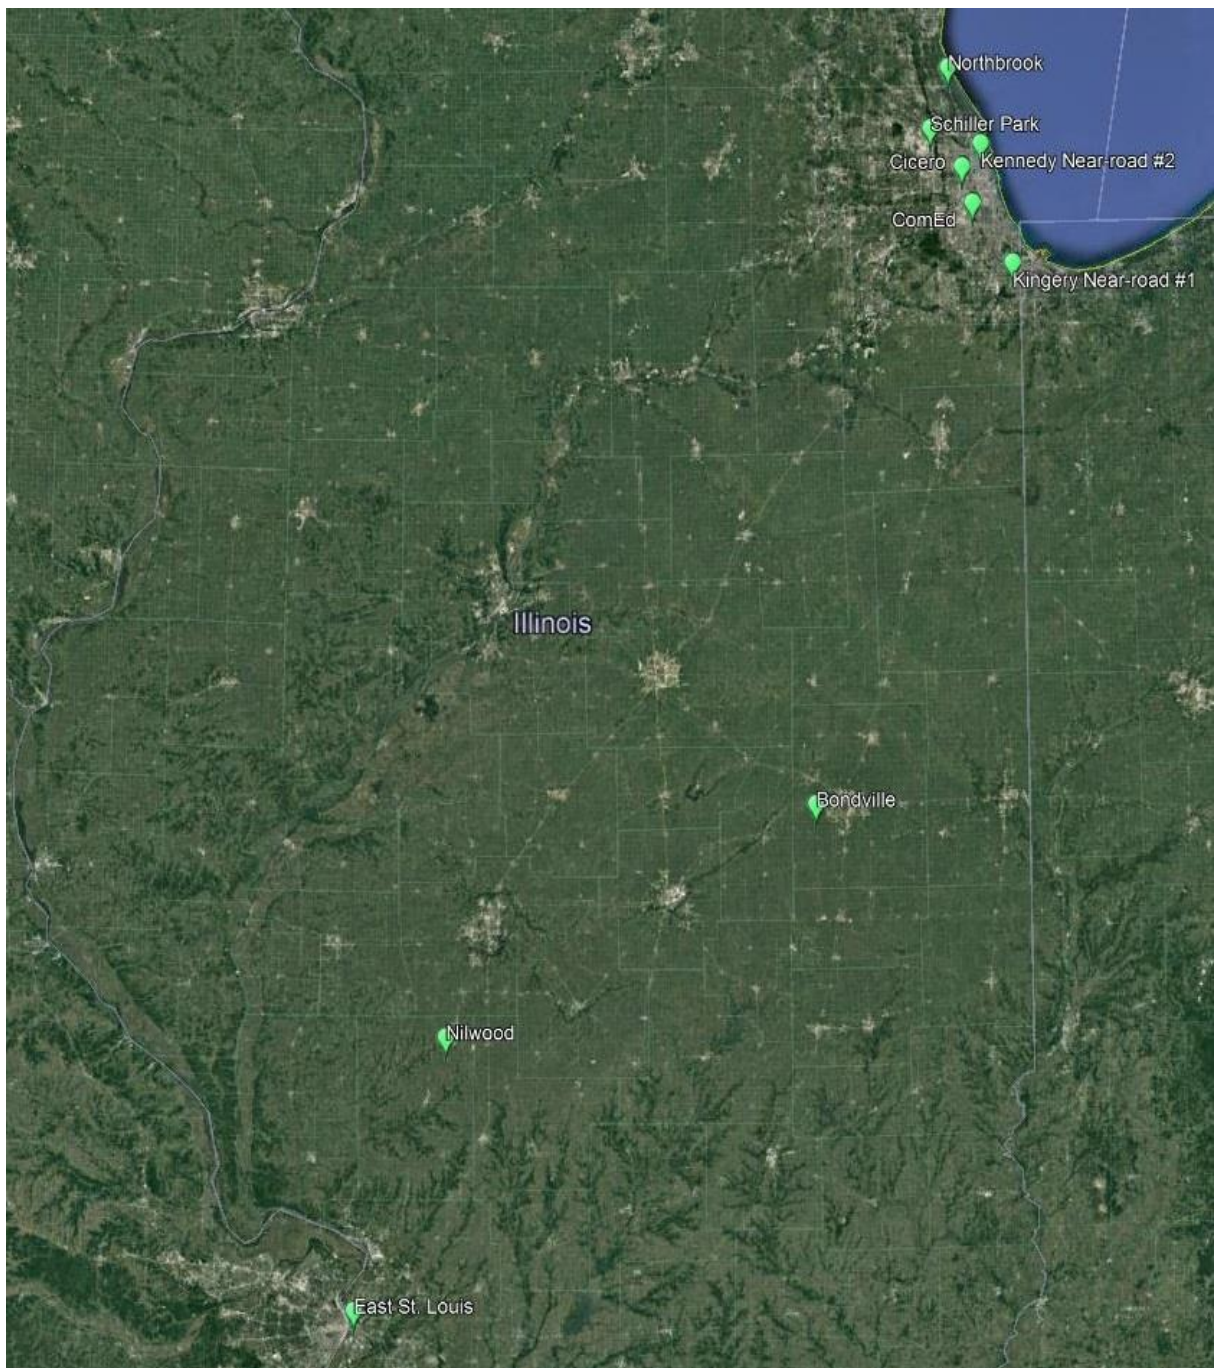 Northbrook
Schiller Park
Cicero
Kennedy Near-road #2
ComEd
Kingery Near-road #1
Illinois
Bondville
Nilwood
East St. Louis